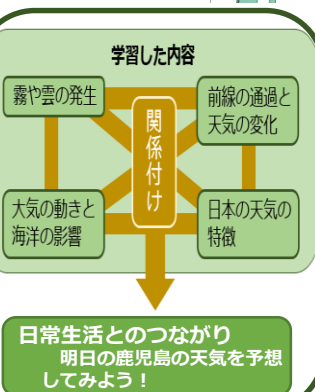 学習した内容
霧や雲の発生
前線の通過と
天気の変化
関係付け
大気の動きと
海洋の影響
日本の天気の
特徴
日常生活とのつながり
明日の鹿児島の天気を予想
してみよう！